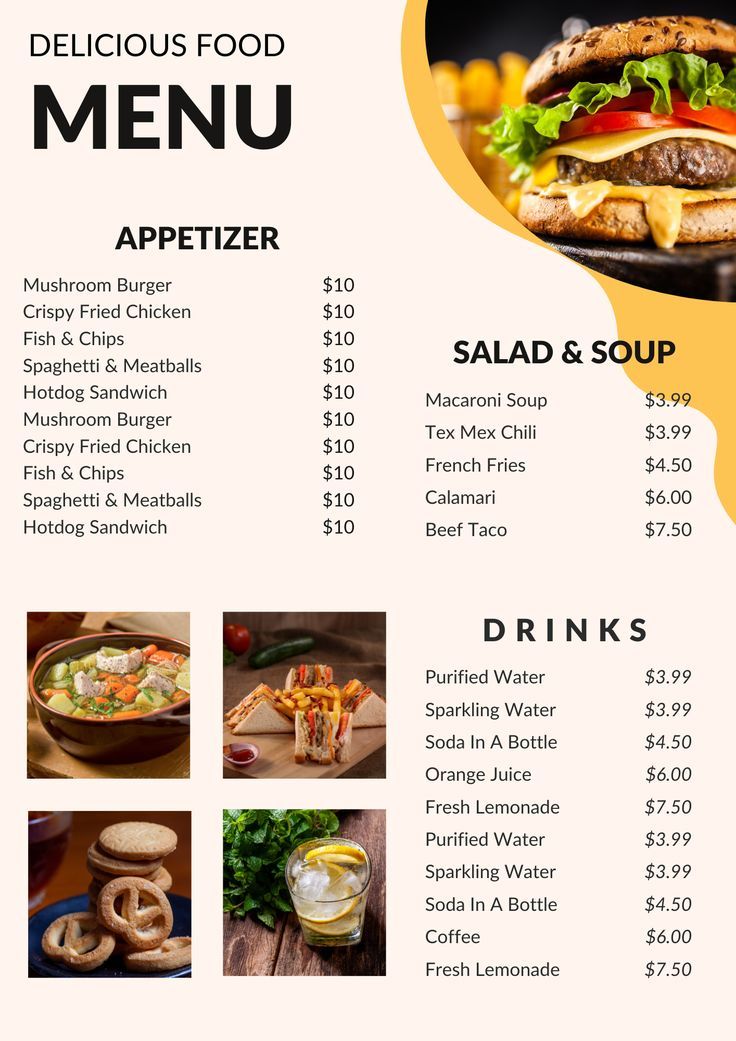 DELICIOUS FOOD
MENU
APPETIZER
Mushroom Burger $10
Crispy Fried Chicken $10
Fish & Chips $10
Spaghetti & Meatballs $10
Hotdog Sandwich $10
Mushroom Burger $10
Crispy Fried Chicken $10
Fish & Chips $10
Spaghetti & Meatballs $10
Hotdog Sandwich $10
SALAD & SOUP
Macaroni Soup $3.99
Tex Mex Chili $3.99
French Fries $4.50
Calamari $6.00
Beef Taco $7.50
DRINKS
Purified Water $3.99
Sparkling Water $3.99
Soda In A Bottle $4.50
Orange Juice $6.00
Fresh Lemonade $7.50
Purified Water $3.99
Sparkling Water $3.99
Soda In A Bottle $4.50
Coffee $6.00
Fresh Lemonade $7.50